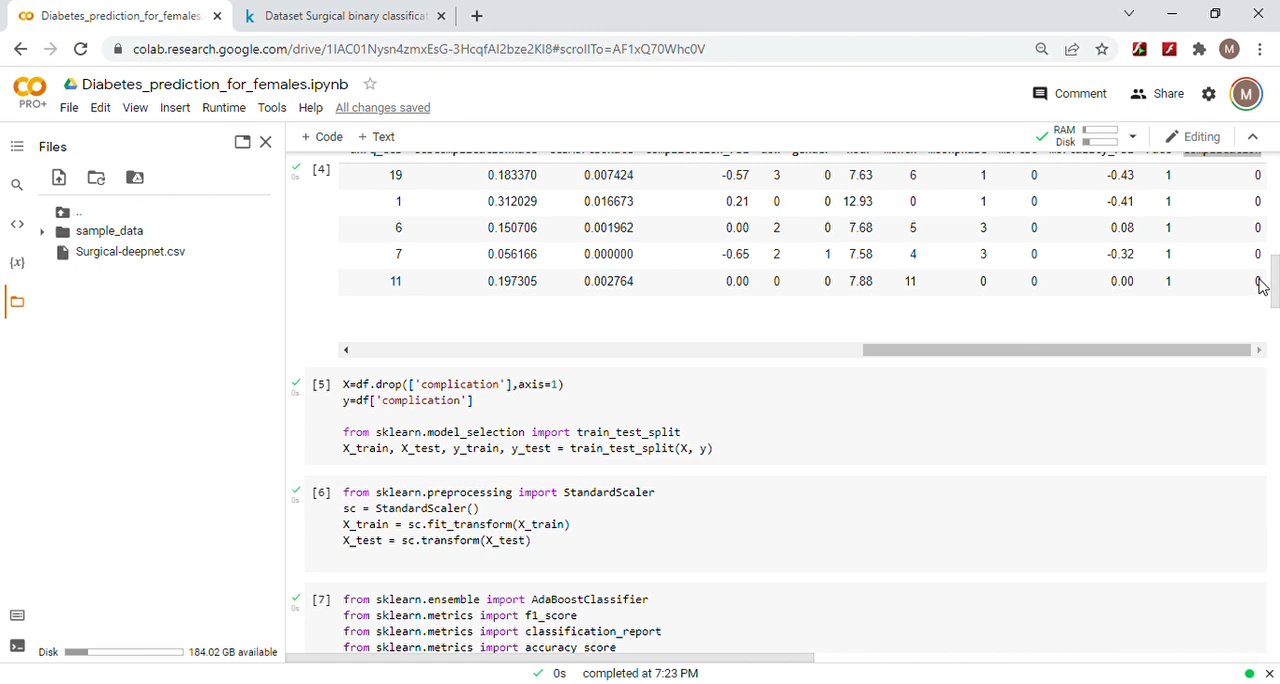 Diabetes_prediction_for_females.
Dataset Surgical binary classificat
colab.research.google.com/drive/1IAC01Nysn4zmxEsG-3HcqfAI2bze2KI8#scrollTo=AF1xQ70Whc0V
M
CO
PRO+
Diabetes_prediction_for_females.ipynb
File Edit View Insert Runtime Tools Help All changes saved
Comment
Share
M
Files
+ Code + Text
RAM
Disk
Editing
..
sample_data
Surgical-deepnet.csv
{x}
[4]
0s
19 0.183370 0.007424 -0.57 3 0 7.63 6 1 0 -0.43 1 0
1 0.312029 0.016673 0.21 0 0 12.93 0 1 0 -0.41 1 0
6 0.150706 0.001962 0.00 2 0 7.68 5 3 0 0.08 1 0
7 0.056166 0.000000 -0.65 2 1 7.58 4 3 0 -0.32 1 0
11 0.197305 0.002764 0.00 0 0 7.88 11 0 0 0.00 1 0
[5] X=df.drop(['complication'],axis=1)
0s
y=df['complication']
from sklearn.model_selection import train_test_split
X_train, X_test, y_train, y_test = train_test_split(X, y)
[6] from sklearn.preprocessing import StandardScaler
0s
sc = StandardScaler()
X_train = sc.fit_transform(X_train)
X_test = sc.transform(X_test)
[7] from sklearn.ensemble import AdaBoostClassifier
0s
from sklearn.metrics import f1_score
from sklearn.metrics import classification_report
from sklearn.metrics import accuracy_score
Disk 184.02 GB available
0s completed at 7:23 PM